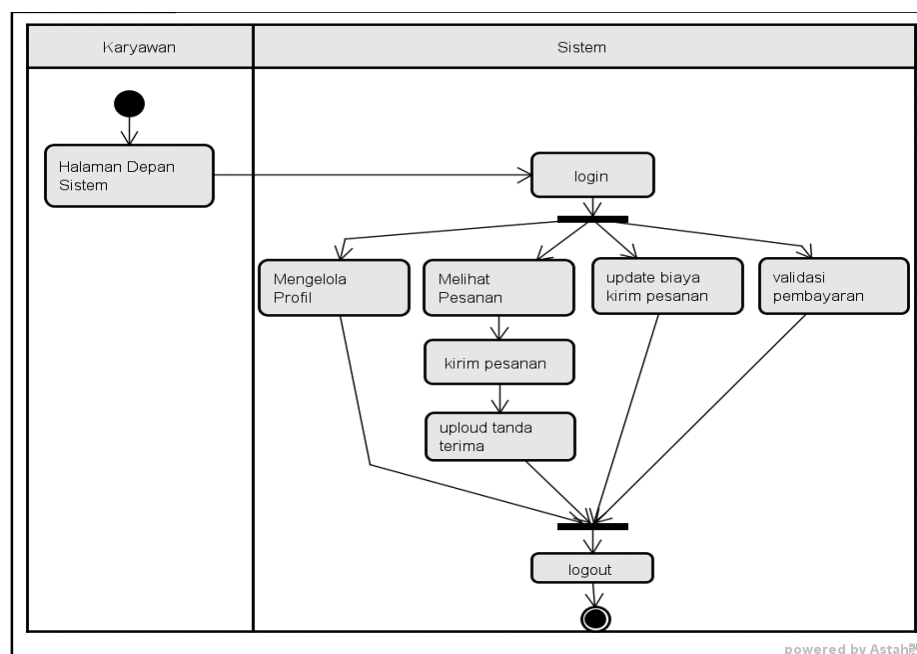 Karyawan
Sistem
Halaman Depan
Sistem
login
Mengelola
Profil
Melihat
Pesanan
update biaya
kirim pesanan
validasi
pembayaran
kirim pesanan
uploud tanda
terima
logout
powered by Astah